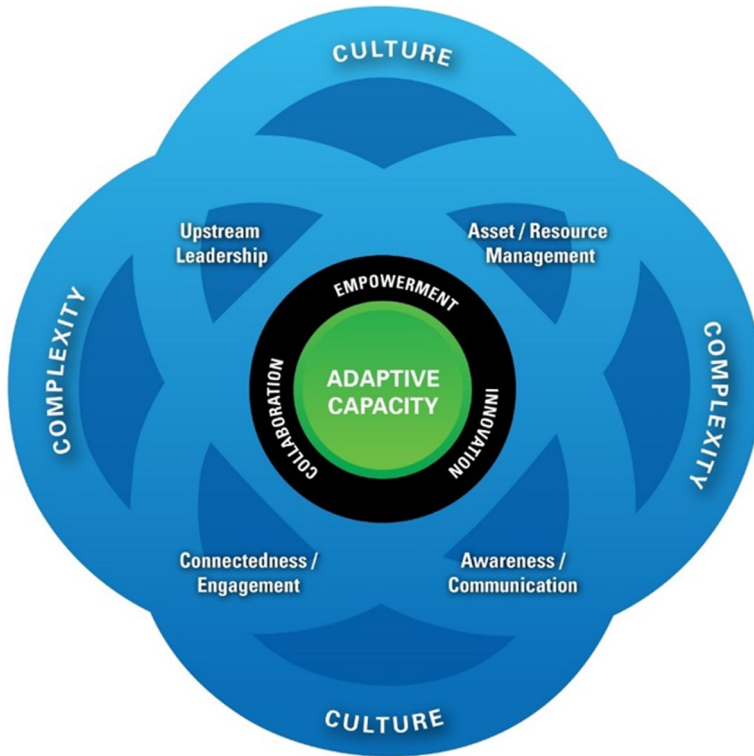 CULTURE
Upstream
Leadership
Asset / Resource
Management
EMPOWERMENT
COMPLEXITY
COLLABORATION
ADAPTIVE
CAPACITY
INNOVATION
COMPLEXITY
Connectedness /
Engagement
Awareness /
Communication
CULTURE